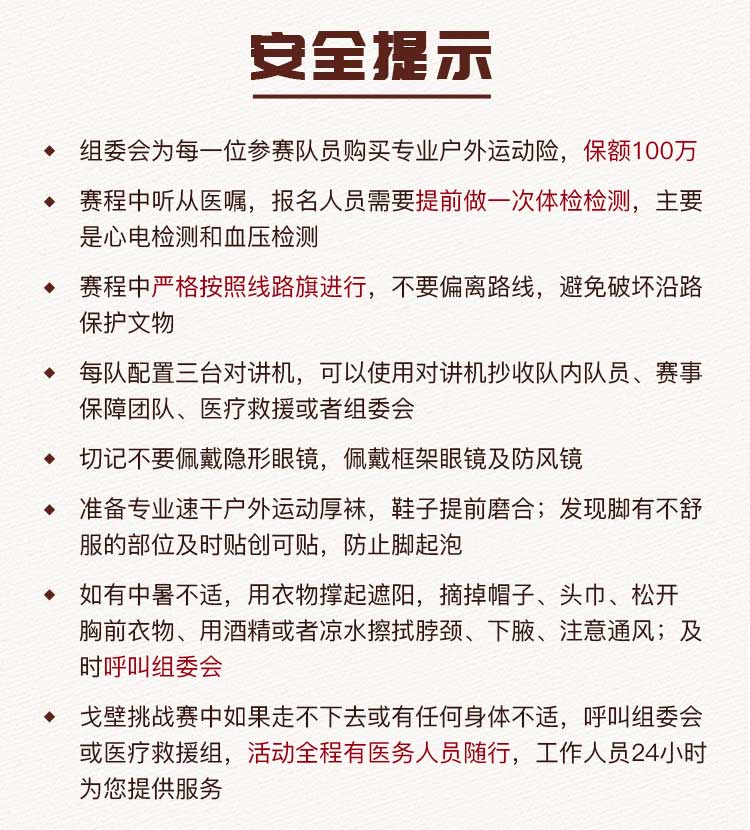 安全提示
组委会为每一位参赛队员购买专业户外运动险，保额100万
赛程中听从医嘱，报名人员需要提前做一次体检检测，主要
是心电检测和血压检测
赛程中严格按照线路旗进行，不要偏离路线，避免破坏沿路
保护文物
每队配置三台对讲机，可以使用对讲机抄收队内队员、赛事
保障团队、医疗救援或者组委会
切记不要佩戴隐形眼镜，佩戴框架眼镜及防风镜
准备专业速干户外运动厚袜，鞋子提前磨合；发现脚有不舒
服的部位及时贴创可贴，防止脚起泡
如有中暑不适，用衣物撑起遮阳，摘掉帽子、头巾、松开
胸前衣物、用酒精或者凉水擦拭脖颈、下腋、注意通风；及
时呼叫组委会
戈壁挑战赛中如果走不下去或有任何身体不适，呼叫组委会
或医疗救援组，活动全程有医务人员随行，工作人员24小时
为您提供服务